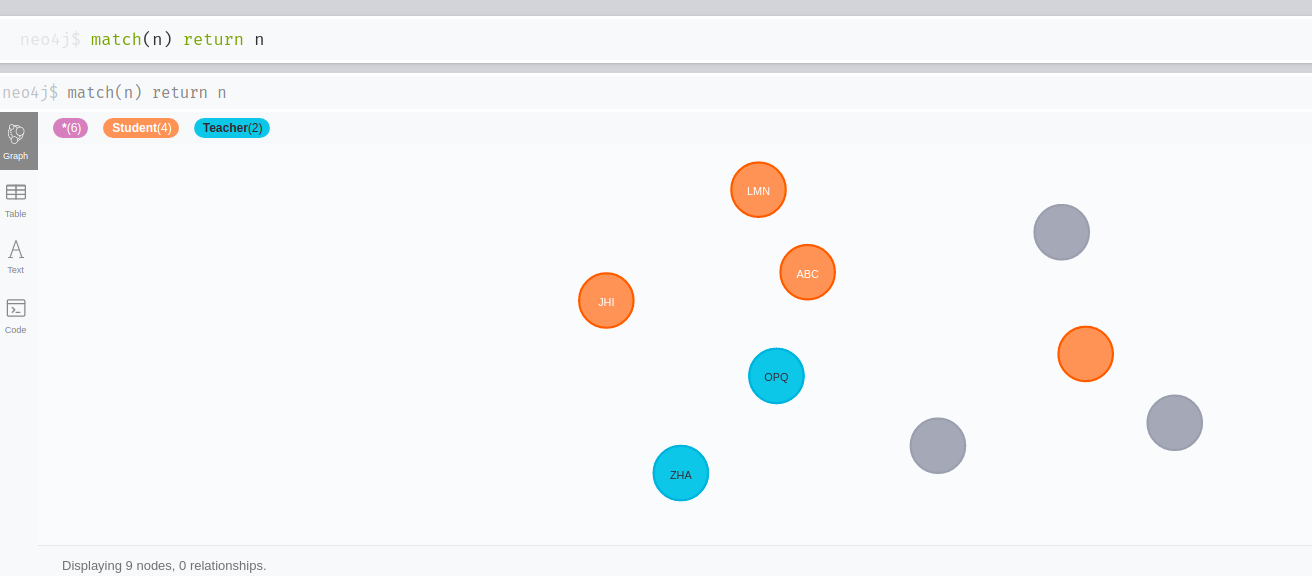 neo4j$ match(n) return n
neo4j$ match(n) return n
*(6) Student(4) Teacher(2)
Graph
Table
Text
Code
LMN
ABC
JHI
OPQ
ZHA
Displaying 9 nodes, 0 relationships.